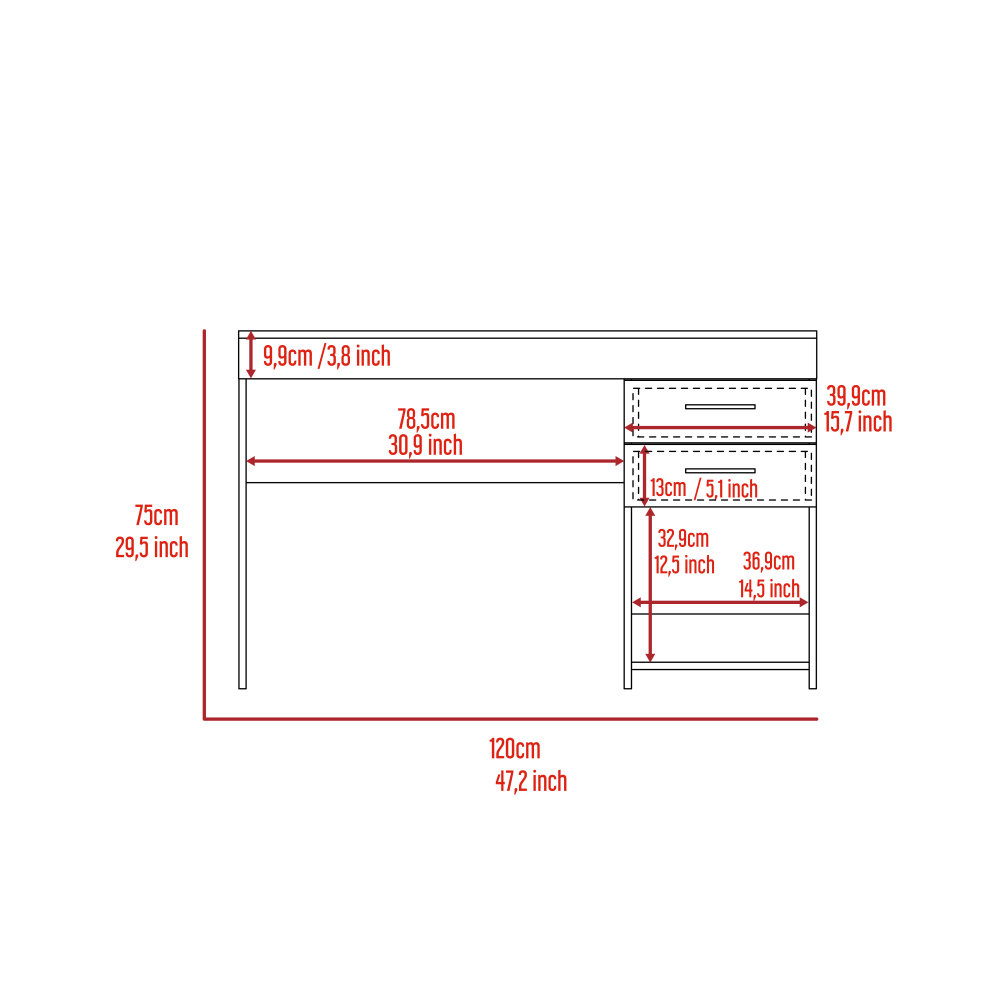 9,9cm /3,8 inch
39,9cm
15,7 inch
78,5cm
30,9 inch
13cm / 5,1 inch
75cm
29,5 inch
32,9cm
12,5 inch
36,9cm
14,5 inch
120cm
47,2 inch